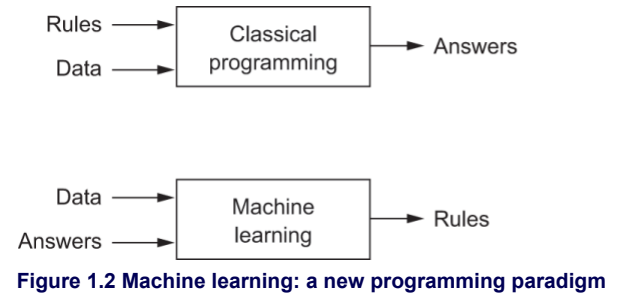 Rules
Data
Classical
programming
Answers
Data
Answers
Machine
learning
Rules
Figure 1.2 Machine learning: a new programming paradigm